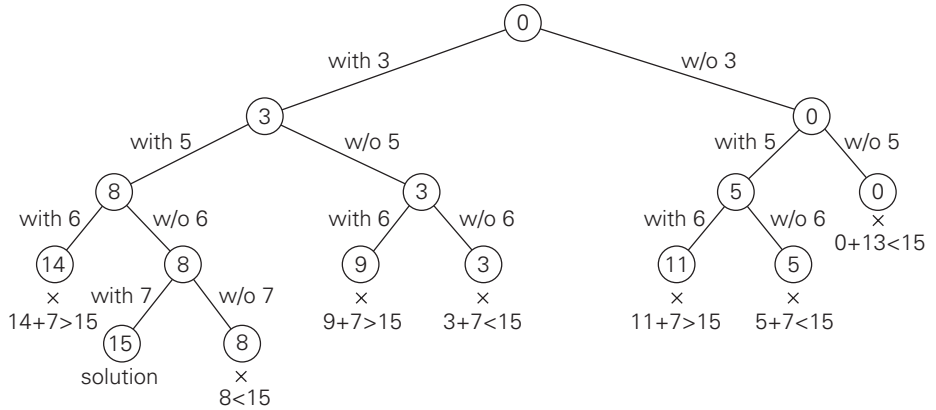 0
with 3
w/o 3
3
0
with 5
w/o 5
with 5
w/o 5
8
3
5
0
×
0+13<15
with 6
w/o 6
with 6
w/o 6
with 6
w/o 6
14
8
9
3
11
5
×
×
×
×
×
14+7>15
9+7>15
3+7<15
11+7>15
5+7<15
with 7
w/o 7
15
8
solution
×
8<15